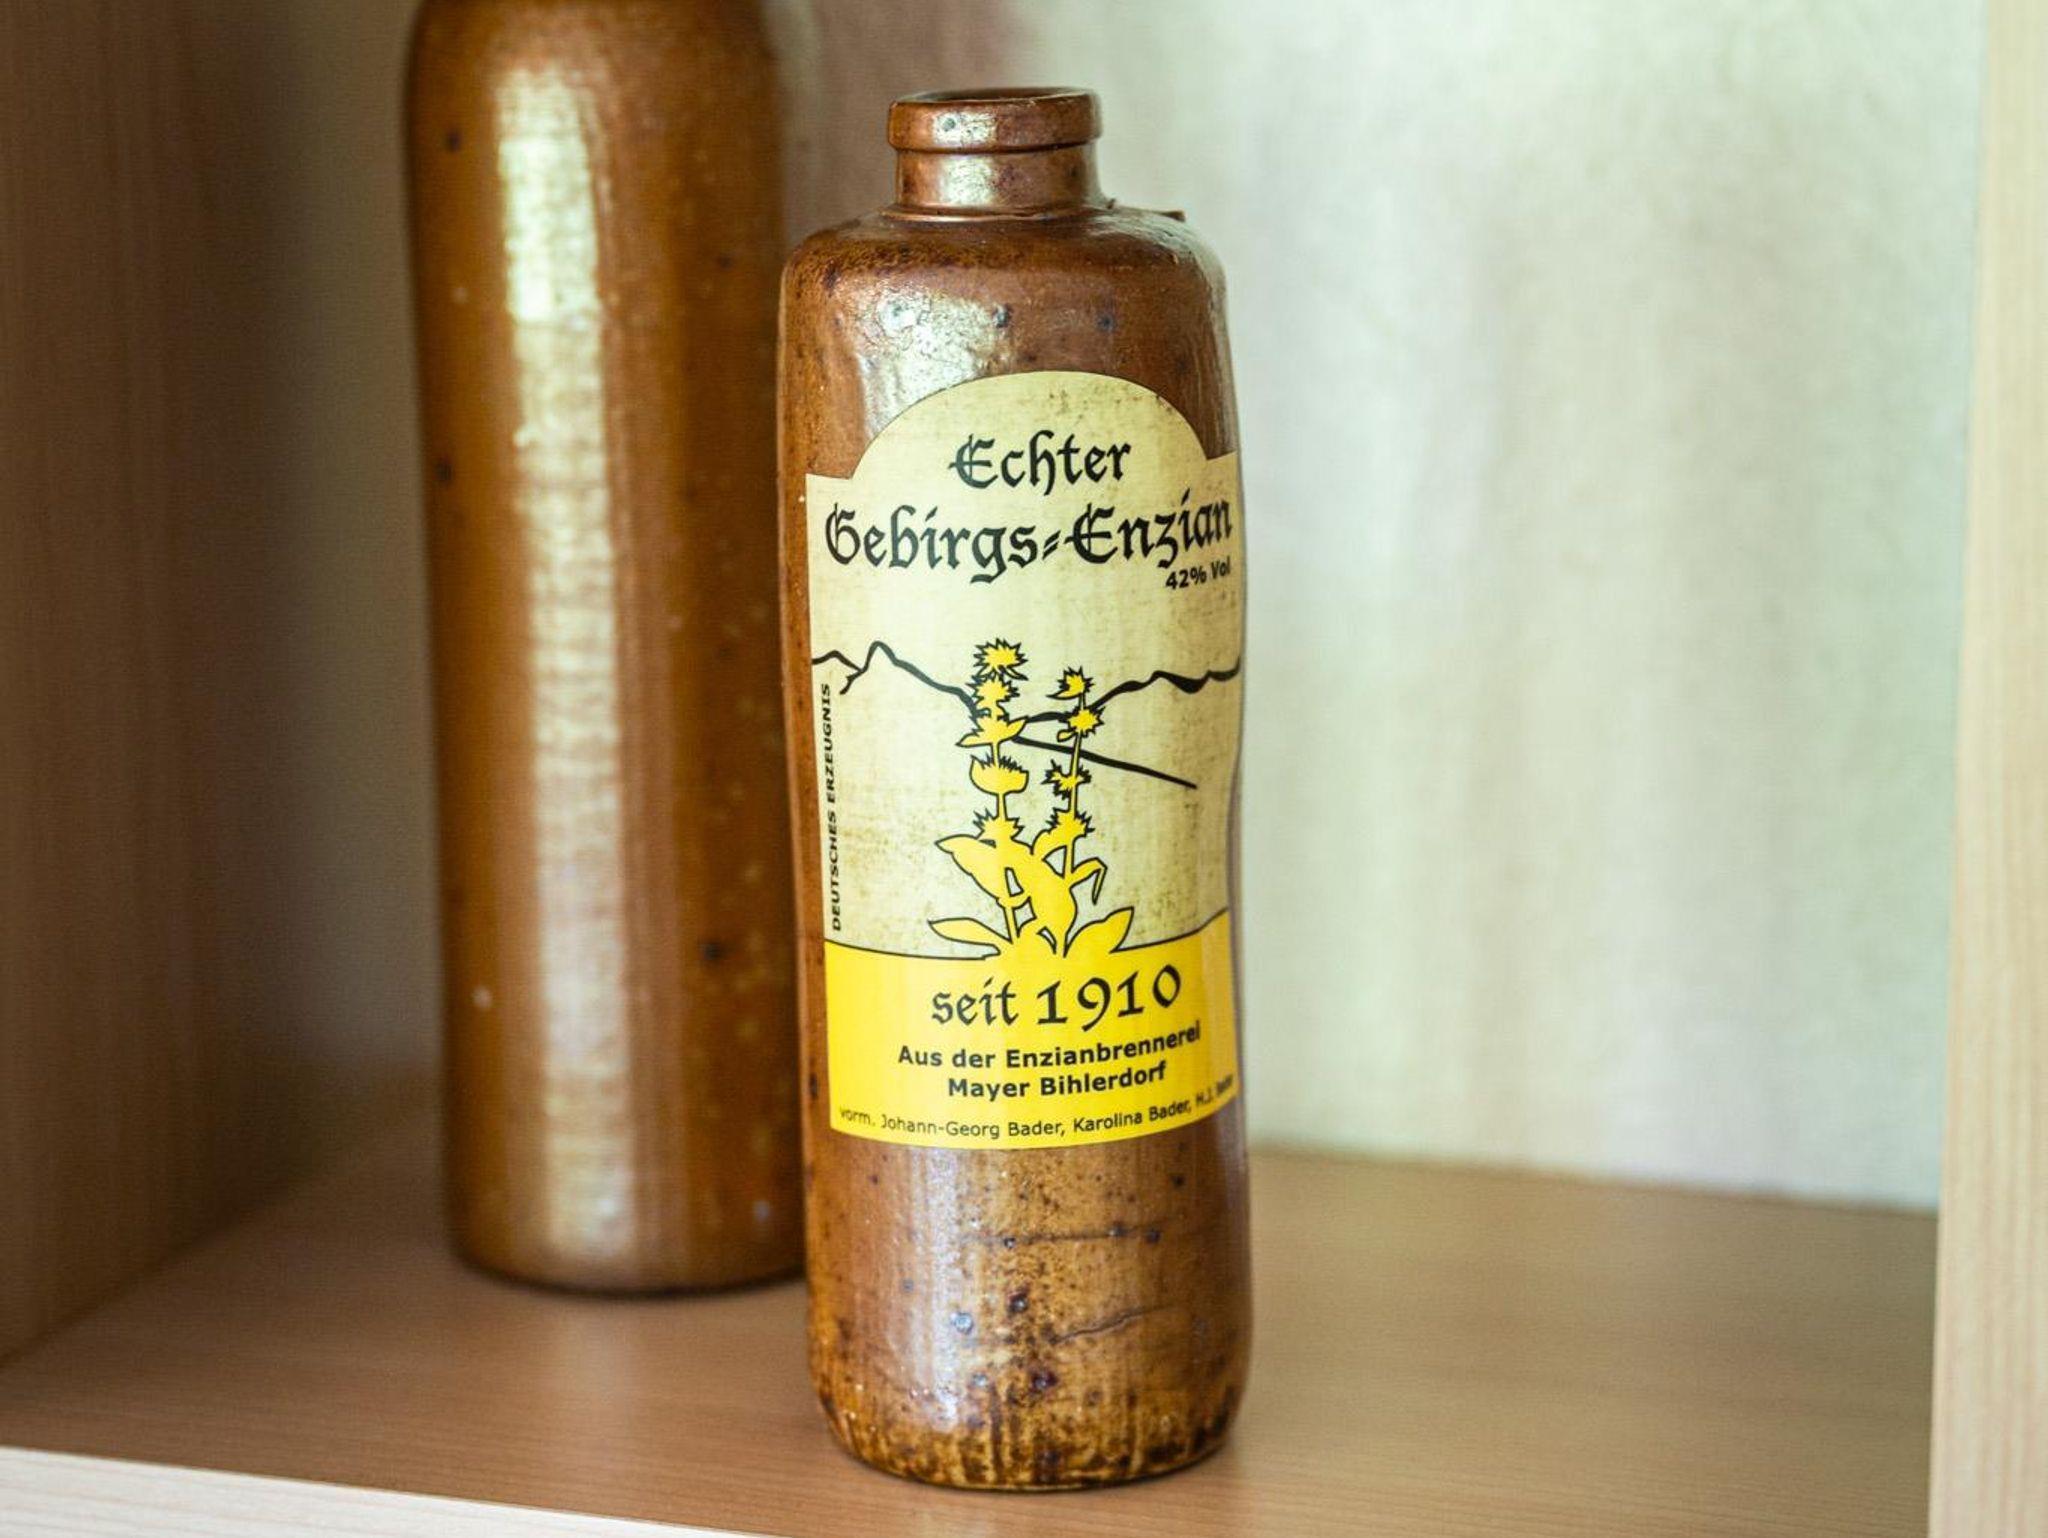 Echter
Gebirgs-Enzian
42% Vol
DEUTSCHES ERZEUGNIS
seit 1910
Aus der Enzianbrennerei
Mayer Bihlerdorf
vorm. Johann-Georg Bader, Karolina Bader, H.J. Bader